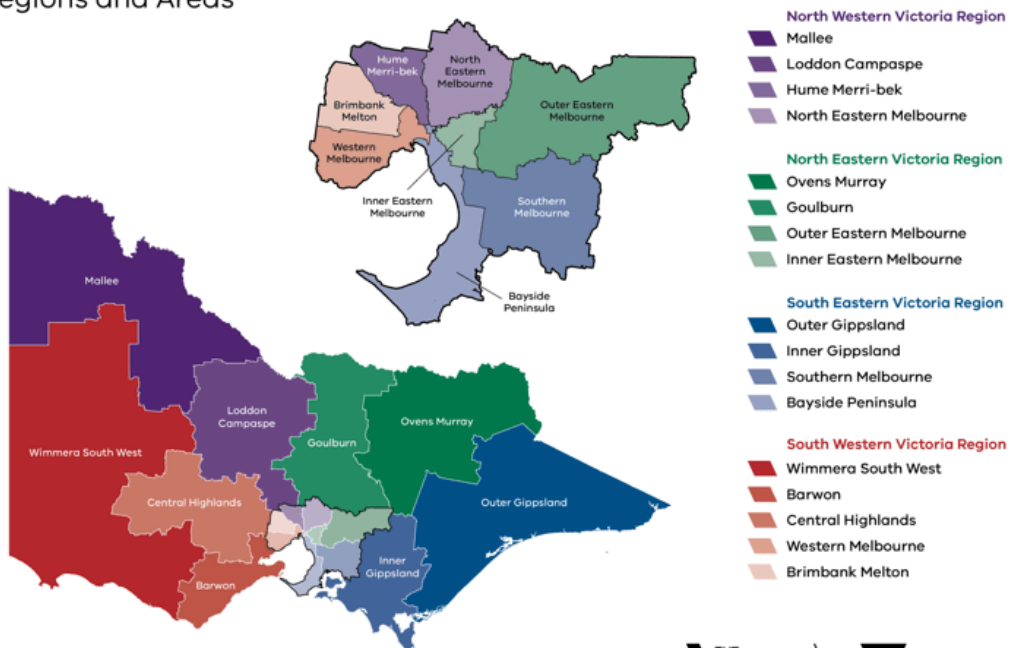 egions and Areas
Hume
Merri-bek
North
Eastern
Melbourne
Brimbank
Melton
Outer Eastern
Melbourne
Western
Melbourne
Inner Eastern
Melbourne
Southern
Melbourne
Bayside
Peninsula
Mallee
Loddon
Campaspe
Wimmera South West
Goulburn
Ovens Murray
Central Highlands
Outer Gippsland
Inner
Gippsland
Barwon
North Western Victoria Region
Mallee
Loddon Campaspe
Hume Merri-bek
North Eastern Melbourne
North Eastern Victoria Region
Ovens Murray
Goulburn
Outer Eastern Melbourne
Inner Eastern Melbourne
South Eastern Victoria Region
Outer Gippsland
Inner Gippsland
Southern Melbourne
Bayside Peninsula
South Western Victoria Region
Wimmera South West
Barwon
Central Highlands
Western Melbourne
Brimbank Melton